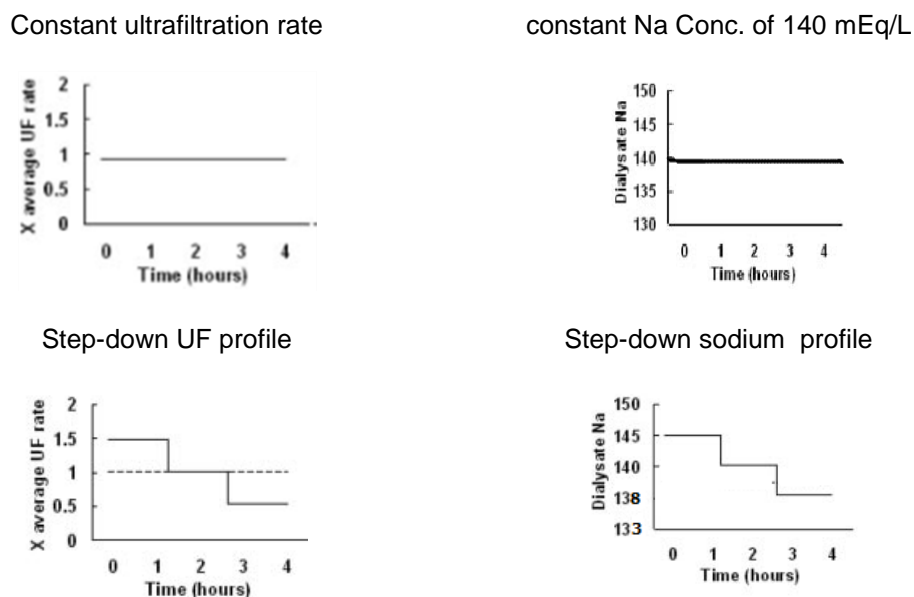 Constant ultrafiltration rate
constant Na Conc. of 140 mEq/L
X average UF rate
2
1.5
1
0.5
0
0 1 2 3 4
Time (hours)
Dialysate Na
150
145
140
135
130
0 1 2 3 4
Time (hours)
Step-down UF profile
Step-down sodium profile
X average UF rate
2
1.5
1
0.5
0
0 1 2 3 4
Time (hours)
Dialysate Na
150
145
140
138
133
0 1 2 3 4
Time (hours)